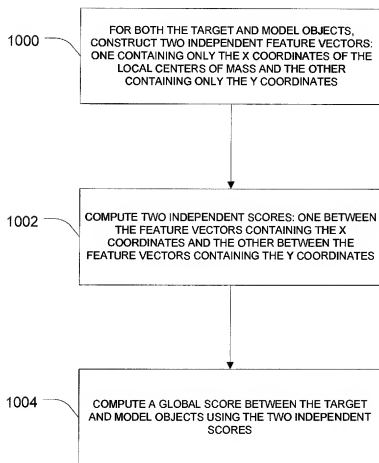 1000
FOR BOTH THE TARGET AND MODEL OBJECTS,
CONSTRUCT TWO INDEPENDENT FEATURE VECTORS:
ONE CONTAINING ONLY THE X COORDINATES OF THE
LOCAL CENTERS OF MASS AND THE OTHER
CONTAINING ONLY THE Y COORDINATES
1002
COMPUTE TWO INDEPENDENT SCORES: ONE BETWEEN
THE FEATURE VECTORS CONTAINING THE X
COORDINATES AND THE OTHER BETWEEN THE
FEATURE VECTORS CONTAINING THE Y COORDINATES
1004
COMPUTE A GLOBAL SCORE BETWEEN THE TARGET
AND MODEL OBJECTS USING THE TWO INDEPENDENT
SCORES